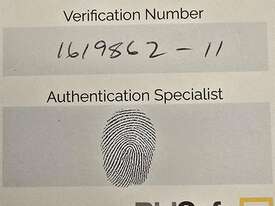 Verification Number
1619862-11
Authentication Specialist